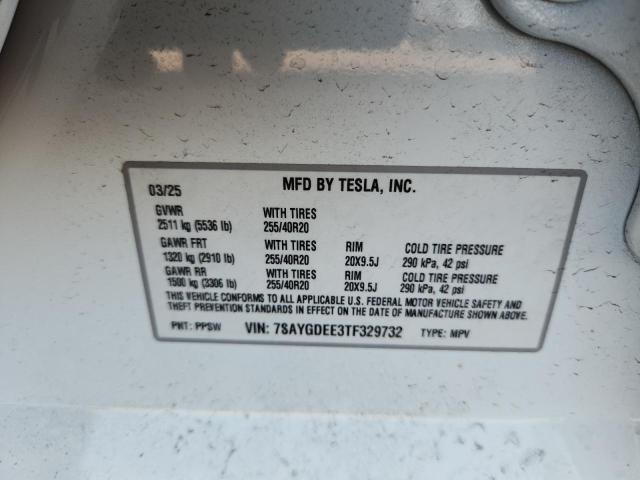 03/25 MFD BY TESLA, INC.
GVWR WITH TIRES
2511 kg (5536 lb) 255/40R20
GAWR FRT WITH TIRES RIM COLD TIRE PRESSURE
1320 kg (2910 lb) 255/40R20 20X9.5J 290 kPa, 42 psi
GAWR RR WITH TIRES RIM COLD TIRE PRESSURE
1500 kg (3306 lb) 255/40R20 20X9.5J 290 kPa, 42 psi
THIS VEHICLE CONFORMS TO ALL APPLICABLE U.S. FEDERAL MOTOR VEHICLE SAFETY AND
THEFT PREVENTION STANDARDS IN EFFECT ON THE DATE OF MANUFACTURE SHOWN ABOVE.
PNT: PPSW VIN: 7SAYGDEE3TF329732 TYPE: MPV